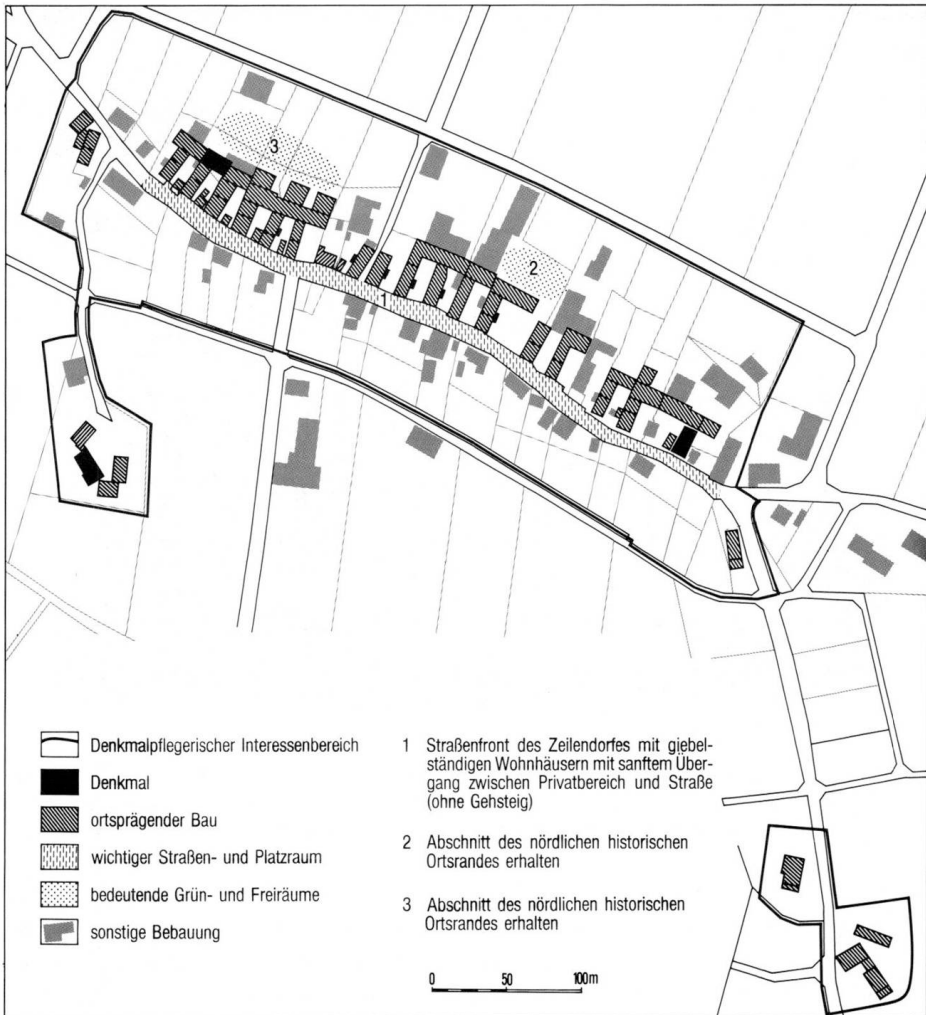 3
2
1
Denkmalpflegerischer Interessenbereich
Denkmal
ortsprägender Bau
wichtiger Straßen- und Platzraum
bedeutende Grün- und Freiräume
sonstige Bebauung
1 Straßenfront des Zeilendorfes mit giebel-
ständigen Wohnhäusern mit sanftem Über-
gang zwischen Privatbereich und Straße
(ohne Gehsteig)
2 Abschnitt des nördlichen historischen
Ortsrandes erhalten
3 Abschnitt des nördlichen historischen
Ortsrandes erhalten
0 50 100m